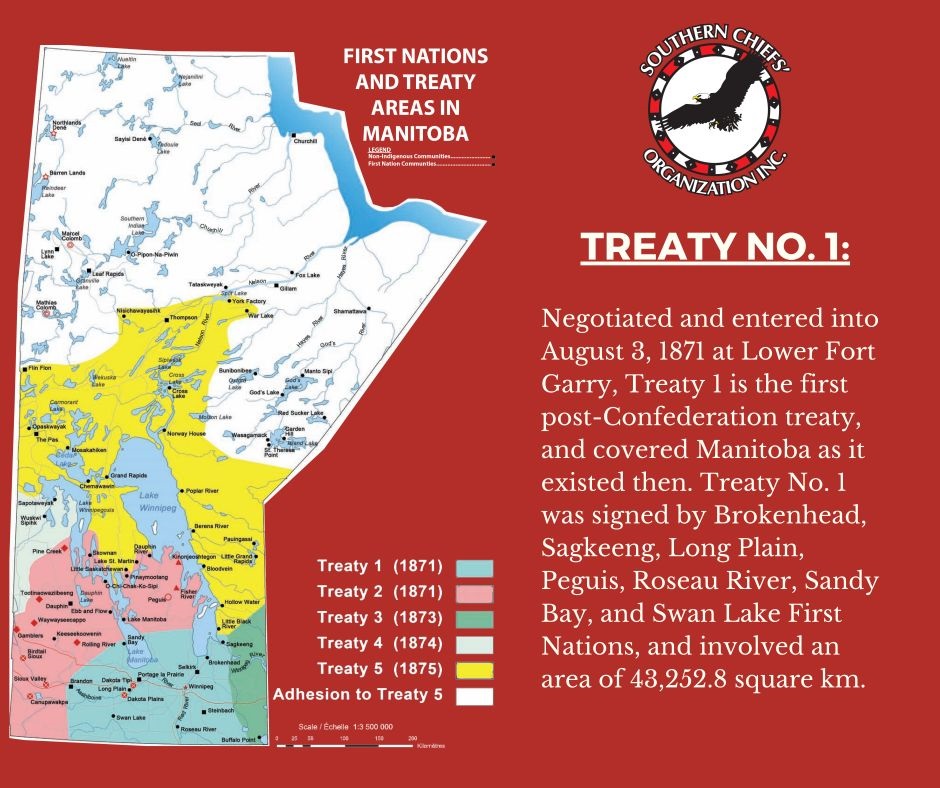 FIRST NATIONS
AND TREATY
AREAS IN
MANITOBA
LEGEND
Non-Indigenous Communities
First Nation Communties
SOUTHERN CHIEFS'
ORGANIZATION INC.
TREATY NO. 1:
Negotiated and entered into
August 3, 1871 at Lower Fort
Garry, Treaty 1 is the first
post-Confederation treaty,
and covered Manitoba as it
existed then. Treaty No. 1
was signed by Brokenhead,
Sagkeeng, Long Plain,
Peguis, Roseau River, Sandy
Bay, and Swan Lake First
Nations, and involved an
area of 43,252.8 square km.
Nueltin
Lake
Nejanilini
Lake
Northlands
Dené
Sayisi Dené
Tadoule
Lake
Seal River
Churchill
Barren Lands
Reindeer
Lake
River
Southern
Indian
Lake
Churchill
Marcel
Colomb
Lynn
Lake
O-Pipon-Na-Piwin
Leaf Rapids
Granville
Lake
Fox Lake
River
Hayes River
Tataskweyak
Nelson
Gillam
Split Lake
York Factory
Mathias
Colomb
Nisichawayasihk
Thompson
War Lake
Shamattawa
Nelson River
Hayes River
God's River
Flin Flon
Sipiwesk
Lake
Wekusko
Lake
Cross
Lake
Cross
Lake
Bunibonibee
Oxford
Lake
Manto Sipi
God's
Lake
God's Lake
Cormorant
Lake
Molson Lake
Red Sucker Lake
Opaskwayak
The Pas
Norway House
Garden
Hill
Wasagamack
Island Lake
St. Theresa
Point
Mosakahiken
Cedar
Lake
Grand Rapids
Chemawawin
Lake
Winnipeg
Poplar River
Sapotaweyak
Lake
Winnipegosis
Wuskwi
Sipihk
Berens River
Pauingassi
Pine Creek
Skownan
Dauphin
River
Kinonjeoshtegon
Little Grand
Rapids
Lake St. Martin
Little Saskatchewan
Bloodvein
Pinaymootang
O-Chi-Chak-Ko-Sipi
Tootinaowaziibeeng
Dauphin
Lake
Peguis
Fisher
River
Dauphin
Ebb and Flow
Hollow Water
Waywayseecappo
Lake Manitoba
Little Black
River
Gamblers
Keeseekoowenin
Sandy
Bay
Rolling River
Sagkeeng
Birdtail
Sioux
Lake
Manitoba
Brokenhead
Winnipeg River
Selkirk
Sioux Valley
Brandon
Dakota Tipi
Portage la Prairie
Long Plain
River
Winnipeg
Assiniboine
Dakota Plains
Canupawakpa
Steinbach
Swan Lake
Red River
Roseau River
Buffalo Point
Treaty 1 (1871)
Treaty 2 (1871)
Treaty 3 (1873)
Treaty 4 (1874)
Treaty 5 (1875)
Adhesion to Treaty 5
Scale / Échelle 1:3 500 000
0 25 50 100 150 200
Kilomètres